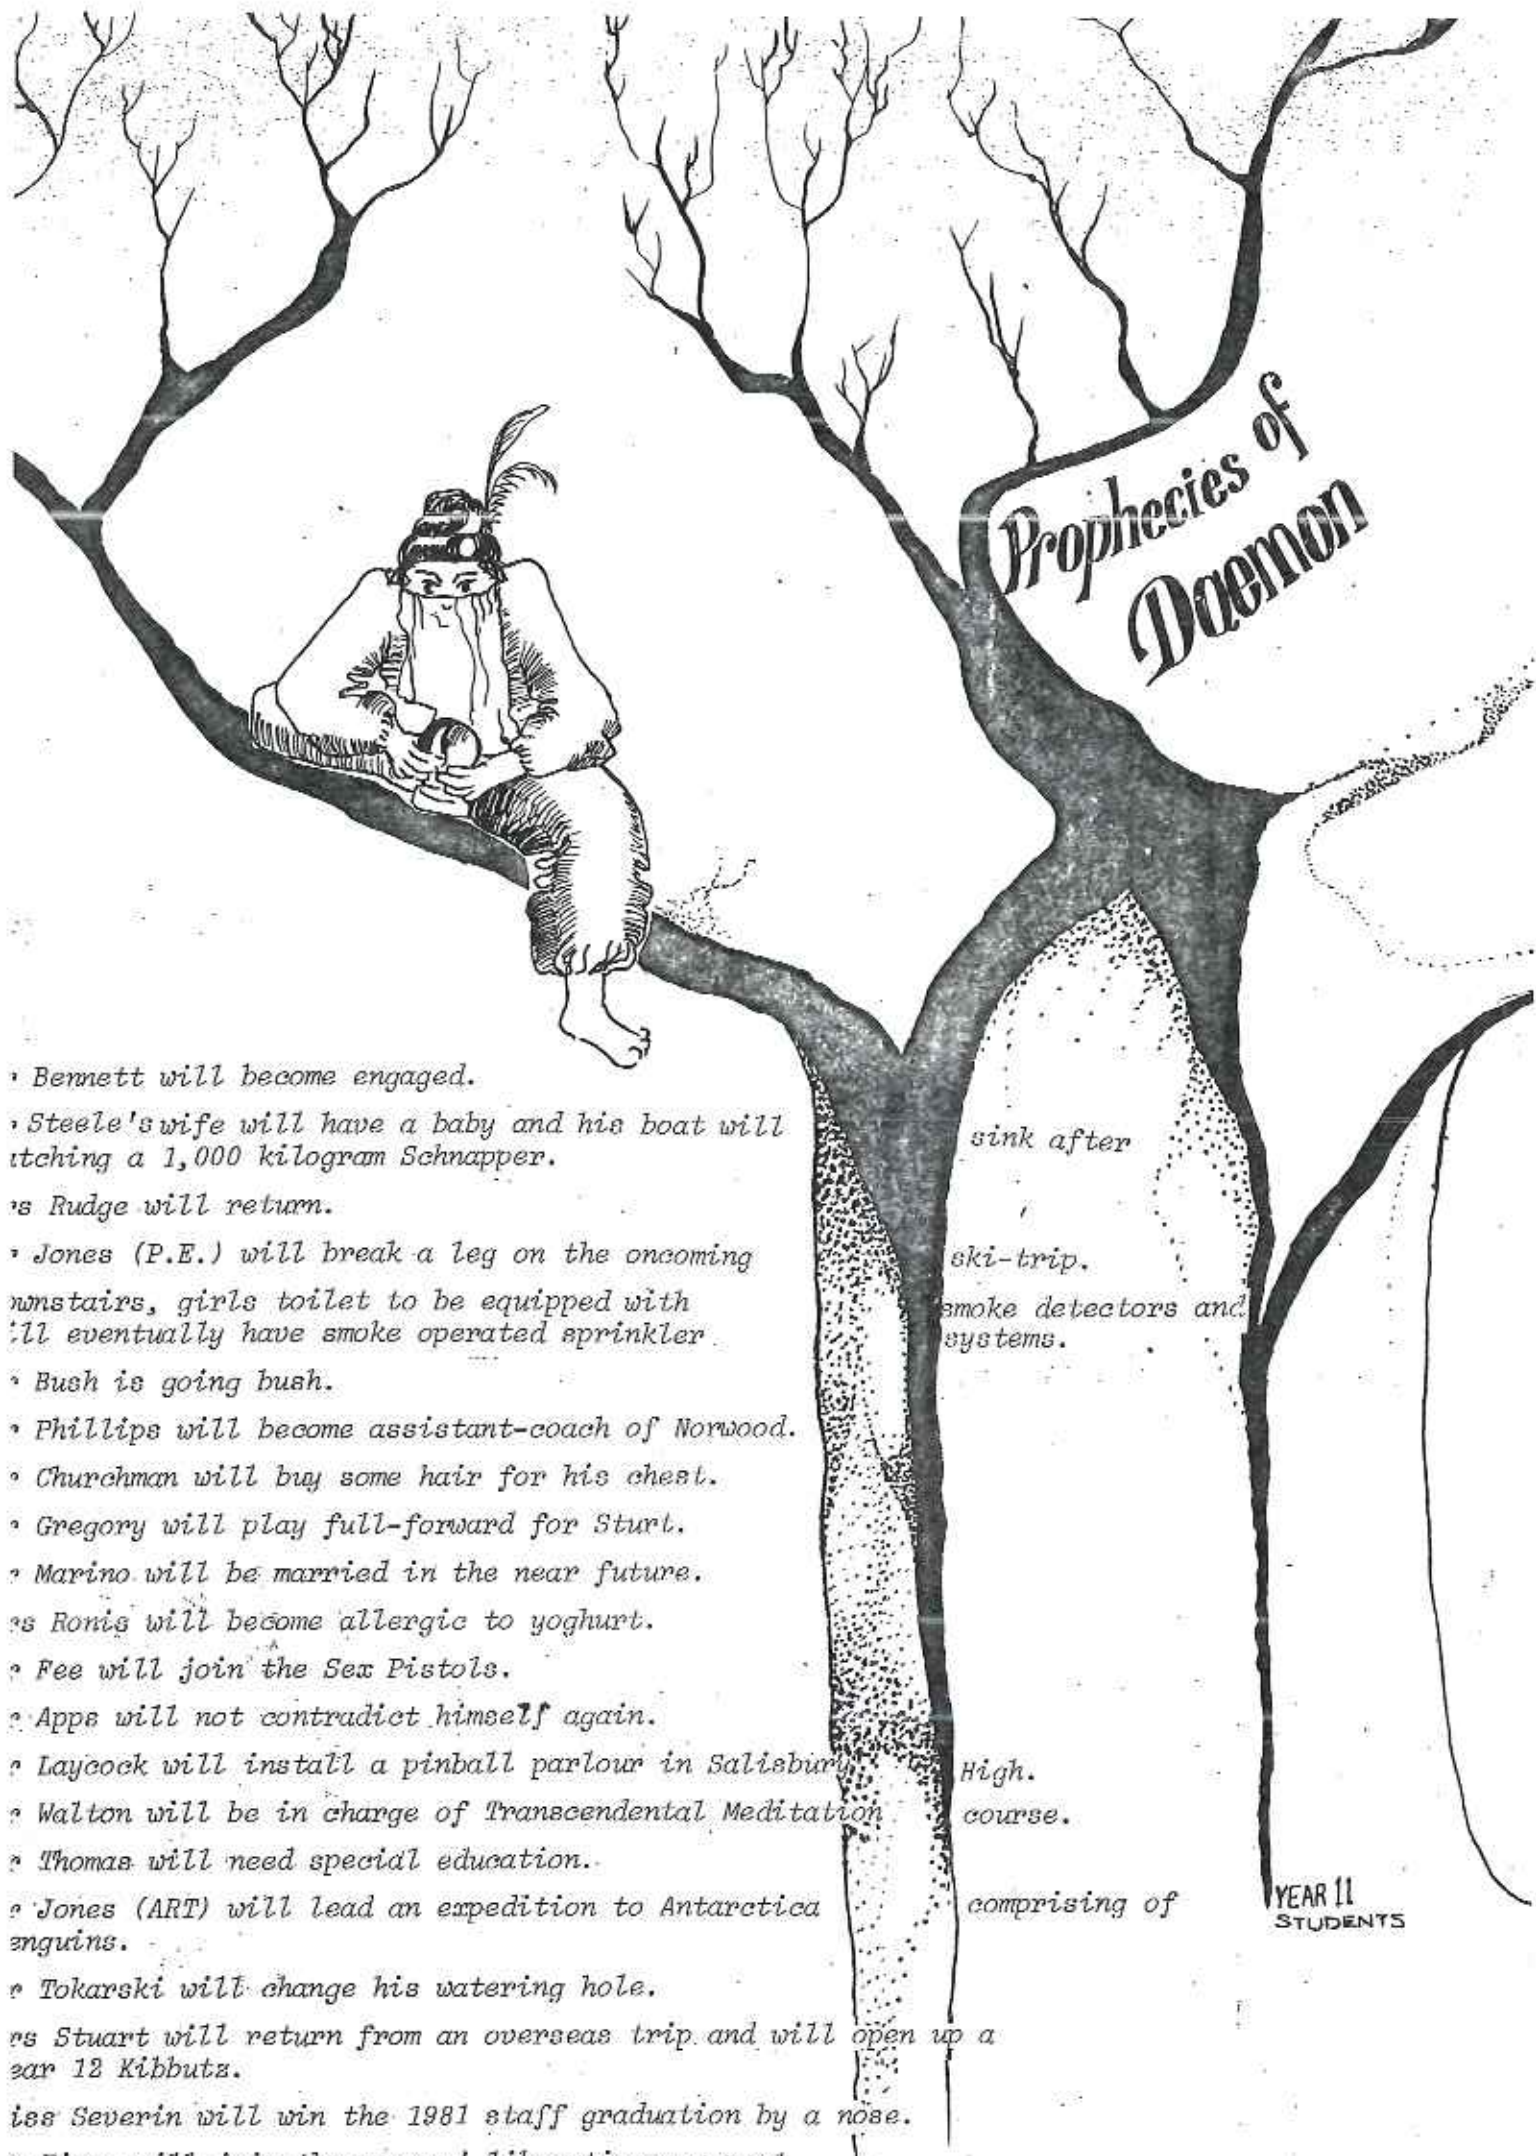 Prophecies of
Daemon
Bennett will become engaged.
Steele's wife will have a baby and his boat will sink after
tching a 1,000 kilogram Schnapper.
s Rudge will return.
Jones (P.E.) will break a leg on the oncoming ski-trip.
wnstairs, girls toilet to be equipped with smoke detectors and
ill eventually have smoke operated sprinkler systems.
Bush is going bush.
Phillips will become assistant-coach of Norwood.
Churchman will buy some hair for his chest.
Gregory will play full-forward for Sturt.
Marino will be married in the near future.
s Ronis will become allergic to yoghurt.
Fee will join the Sex Pistols.
Apps will not contradict himself again.
Laycock will install a pinball parlour in Salisbury High.
Walton will be in charge of Transcendental Meditation course.
Thomas will need special education.
Jones (ART) will lead an expedition to Antarctica comprising of
enguins.
Tokarski will change his watering hole.
rs Stuart will return from an overseas trip and will open up a
ear 12 Kibbutz.
iss Severin will win the 1981 staff graduation by a nose.
YEAR 11
STUDENTS